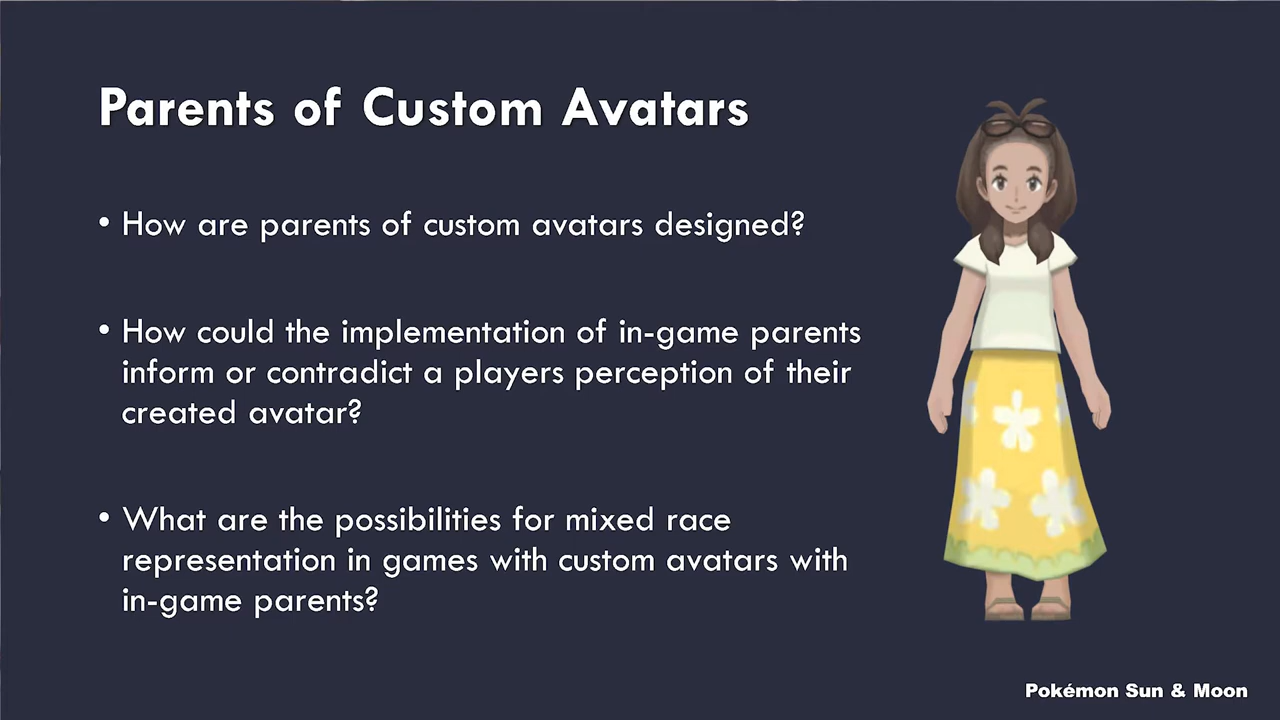 Parents of Custom Avatars
• How are parents of custom avatars designed?
• How could the implementation of in-game parents
inform or contradict a players perception of their
created avatar?
• What are the possibilities for mixed race
representation in games with custom avatars with
in-game parents?
Pokémon Sun & Moon